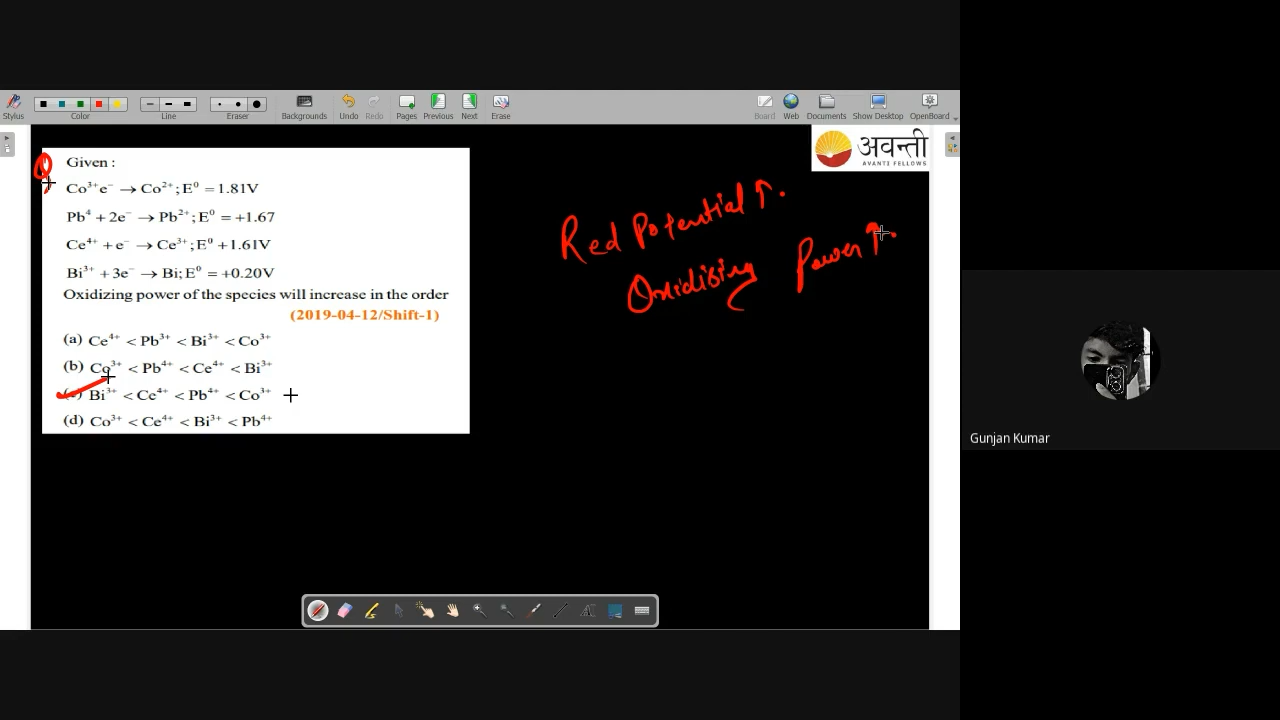 Stylus
Color
Line
Eraser
Backgrounds
Undo
Redo
Pages
Previous
Next
Erase
Board
Web
Documents
Show Desktop
OpenBoard
अवन्ती
AVANTI FELLOWS
Q
Given :
Co³⁺e⁻ → Co²⁺; E⁰ = 1.81V
Pb⁴ + 2e⁻ → Pb²⁺; E⁰ = +1.67
Ce⁴⁺ + e⁻ → Ce³⁺; E⁰ +1.61V
Bi³⁺ + 3e⁻ → Bi; E⁰ = +0.20V
Oxidizing power of the species will increase in the order
(2019-04-12/Shift-1)
(a) Ce⁴⁺ < Pb³⁺ < Bi³⁺ < Co³⁺
(b) Co³⁺ < Pb⁴⁺ < Ce⁴⁺ < Bi³⁺
Bi³⁺ < Ce⁴⁺ < Pb⁴⁺ < Co³⁺
(d) Co³⁺ < Ce⁴⁺ < Bi³⁺ < Pb⁴⁺
Red Potential ↑.
Oxidising Power ↑.
Gunjan Kumar